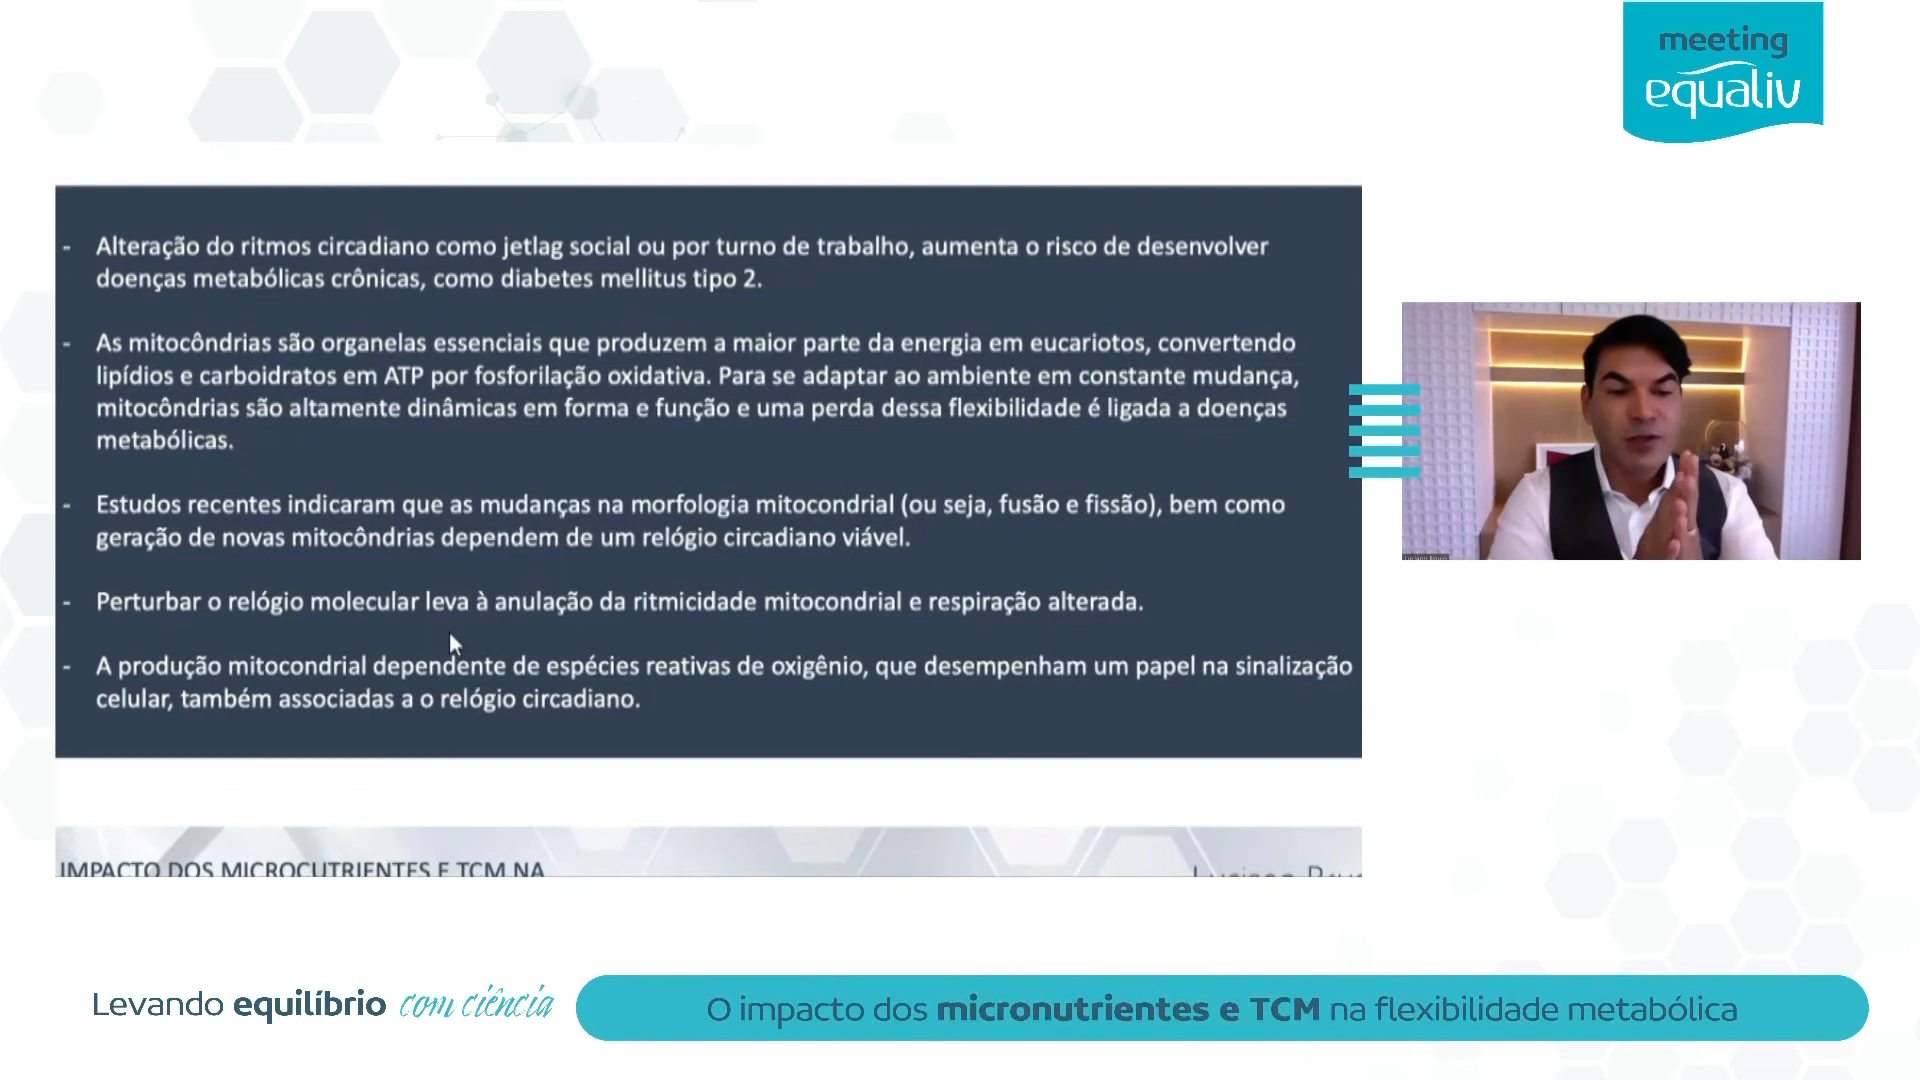 meeting
equaliv
- Alteração do ritmos circadiano como jetlag social ou por turno de trabalho, aumenta o risco de desenvolver
doenças metabólicas crônicas, como diabetes mellitus tipo 2.
- As mitocôndrias são organelas essenciais que produzem a maior parte da energia em eucariotos, convertendo
lipídios e carboidratos em ATP por fosforilação oxidativa. Para se adaptar ao ambiente em constante mudança,
mitocôndrias são altamente dinâmicas em forma e função e uma perda dessa flexibilidade é ligada a doenças
metabólicas.
- Estudos recentes indicaram que as mudanças na morfologia mitocondrial (ou seja, fusão e fissão), bem como
geração de novas mitocôndrias dependem de um relógio circadiano viável.
- Perturbar o relógio molecular leva à anulação da ritmicidade mitocondrial e respiração alterada.
- A produção mitocondrial dependente de espécies reativas de oxigênio, que desempenham um papel na sinalização
celular, também associadas a o relógio circadiano.
IMPACTO DOS MICROCUTRIENTES E TCM NA
Luciano
Levando equilíbrio com ciência
O impacto dos micronutrientes e TCM na flexibilidade metabólica